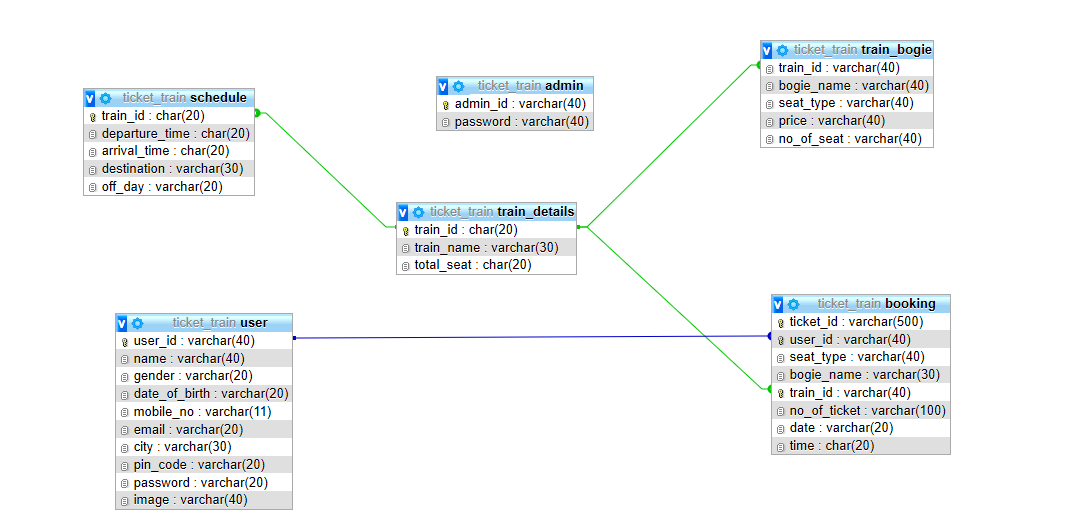 ticket_train schedule
train_id : char(20)
departure_time : char(20)
arrival_time : char(20)
destination : varchar(30)
off_day : varchar(20)
ticket_train admin
admin_id : varchar(40)
password : varchar(40)
ticket_train train_bogie
train_id : varchar(40)
bogie_name : varchar(40)
seat_type : varchar(40)
price : varchar(40)
no_of_seat : varchar(40)
ticket_train train_details
train_id : char(20)
train_name : varchar(30)
total_seat : char(20)
ticket_train user
user_id : varchar(40)
name : varchar(40)
gender : varchar(20)
date_of_birth : varchar(20)
mobile_no : varchar(11)
email : varchar(20)
city : varchar(30)
pin_code : varchar(20)
password : varchar(20)
image : varchar(40)
ticket_train booking
ticket_id : varchar(500)
user_id : varchar(40)
seat_type : varchar(40)
bogie_name : varchar(30)
train_id : varchar(40)
no_of_ticket : varchar(100)
date : varchar(20)
time : char(20)